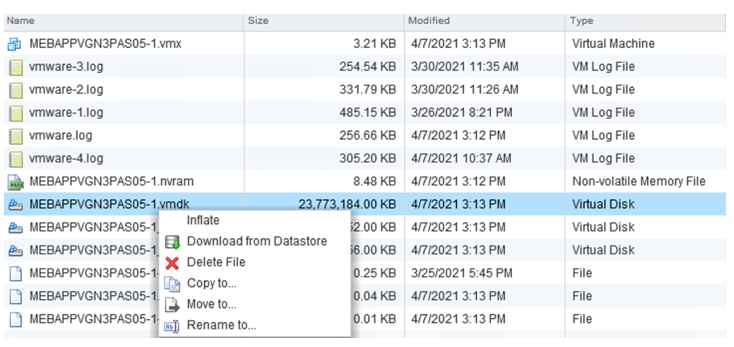 Name Size Modified Type
MEBAPPVGN3PAS05-1.vmx 3.21 KB 4/7/2021 3:13 PM Virtual Machine
vmware-3.log 254.54 KB 3/30/2021 11:35 AM VM Log File
vmware-2.log 331.79 KB 3/30/2021 11:26 AM VM Log File
vmware-1.log 485.15 KB 3/26/2021 8:21 PM VM Log File
vmware.log 256.66 KB 4/7/2021 3:12 PM VM Log File
vmware-4.log 305.20 KB 4/7/2021 10:37 AM VM Log File
MEBAPPVGN3PAS05-1.nvram 8.48 KB 4/7/2021 3:12 PM Non-volatile Memory File
MEBAPPVGN3PAS05-1.vmdk 23,773,184.00 KB 4/7/2021 3:13 PM Virtual Disk
MEBAPPVGN3PAS05-1 2.00 KB 4/7/2021 3:13 PM Virtual Disk
MEBAPPVGN3PAS05-1 6.00 KB 4/7/2021 3:13 PM Virtual Disk
MEBAPPVGN3PAS05-1 0.25 KB 3/25/2021 5:45 PM File
MEBAPPVGN3PAS05-1 0.04 KB 4/7/2021 3:13 PM File
MEBAPPVGN3PAS05-1 0.01 KB 4/7/2021 3:13 PM File
Inflate
Download from Datastore
Delete File
Copy to...
Move to...
Rename to...